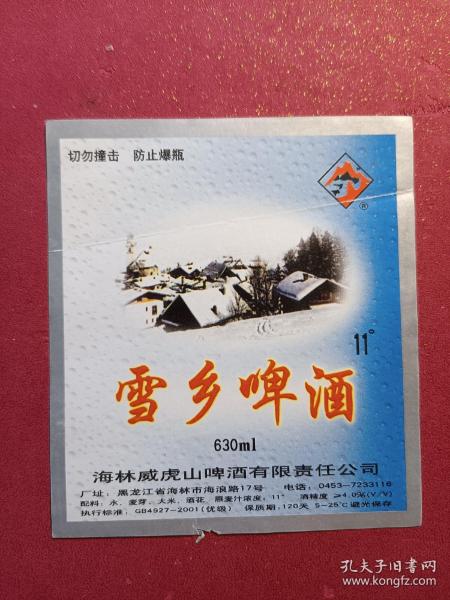 切勿撞击 防止爆瓶
®
11°
雪乡啤酒
630ml
海林威虎山啤酒有限责任公司
厂址：黑龙江省海林市海浪路17号 电话：0453-7233116
配料：水、麦芽、大米、酒花 原麦汁浓度：11° 酒精度 ≥4.0%(V/V)
执行标准：GB4927-2001(优级) 保质期：120天 5-25℃避光保存
孔夫子旧书网
www.kongfz.com